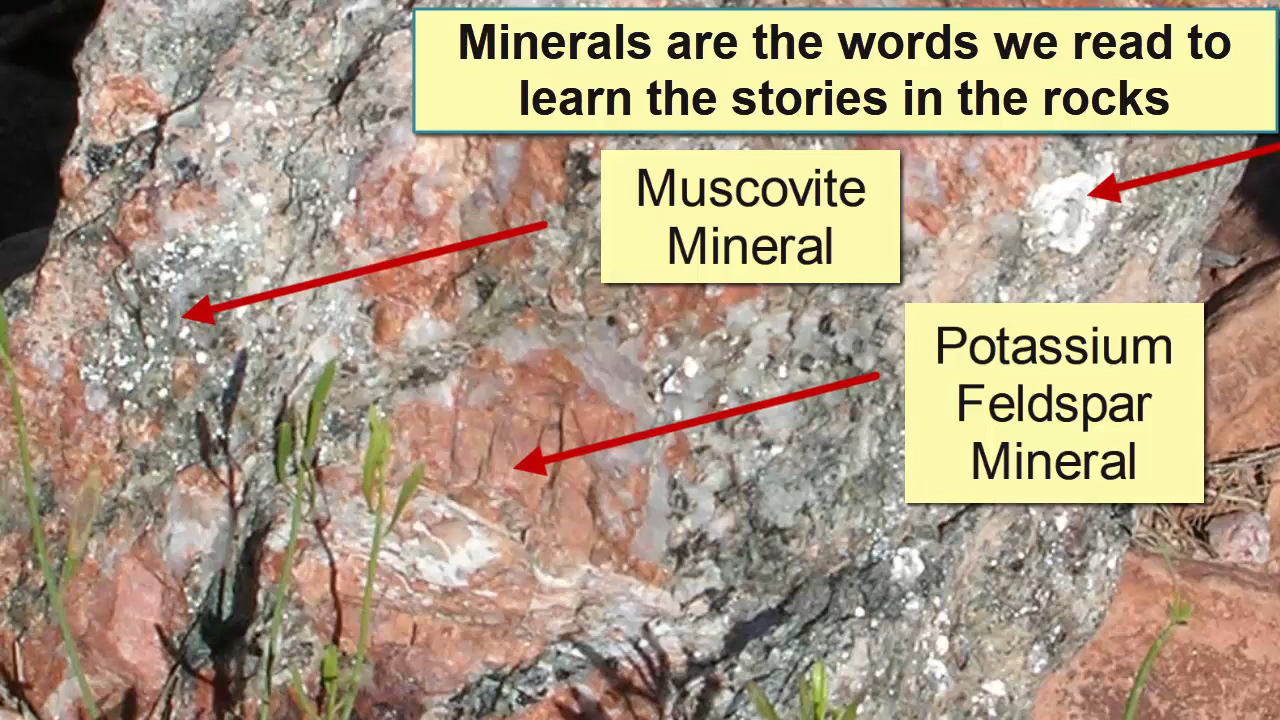 Minerals are the words we read to
learn the stories in the rocks
Muscovite
Mineral
Potassium
Feldspar
Mineral